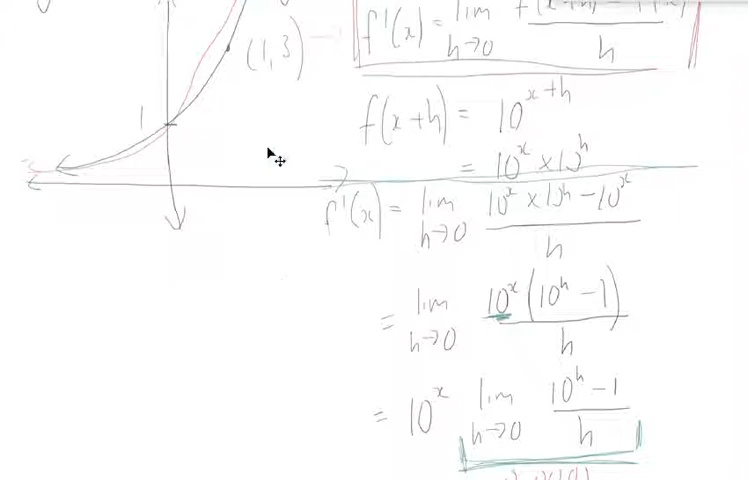 f'(x) = lim h→0 / h
(1, 3)
1
f(x+h) = 10^(x+h)
= 10^x × 10^h
f'(x) = lim h→0 (10^x × 10^h − 10^x) / h
= lim h→0 10^x (10^h − 1) / h
= 10^x lim h→0 (10^h − 1) / h